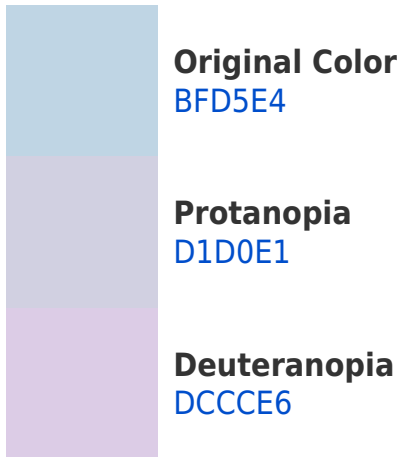 Original Color
BFD5E4
Protanopia
D1D0E1
Deuteranopia
DCCCE6